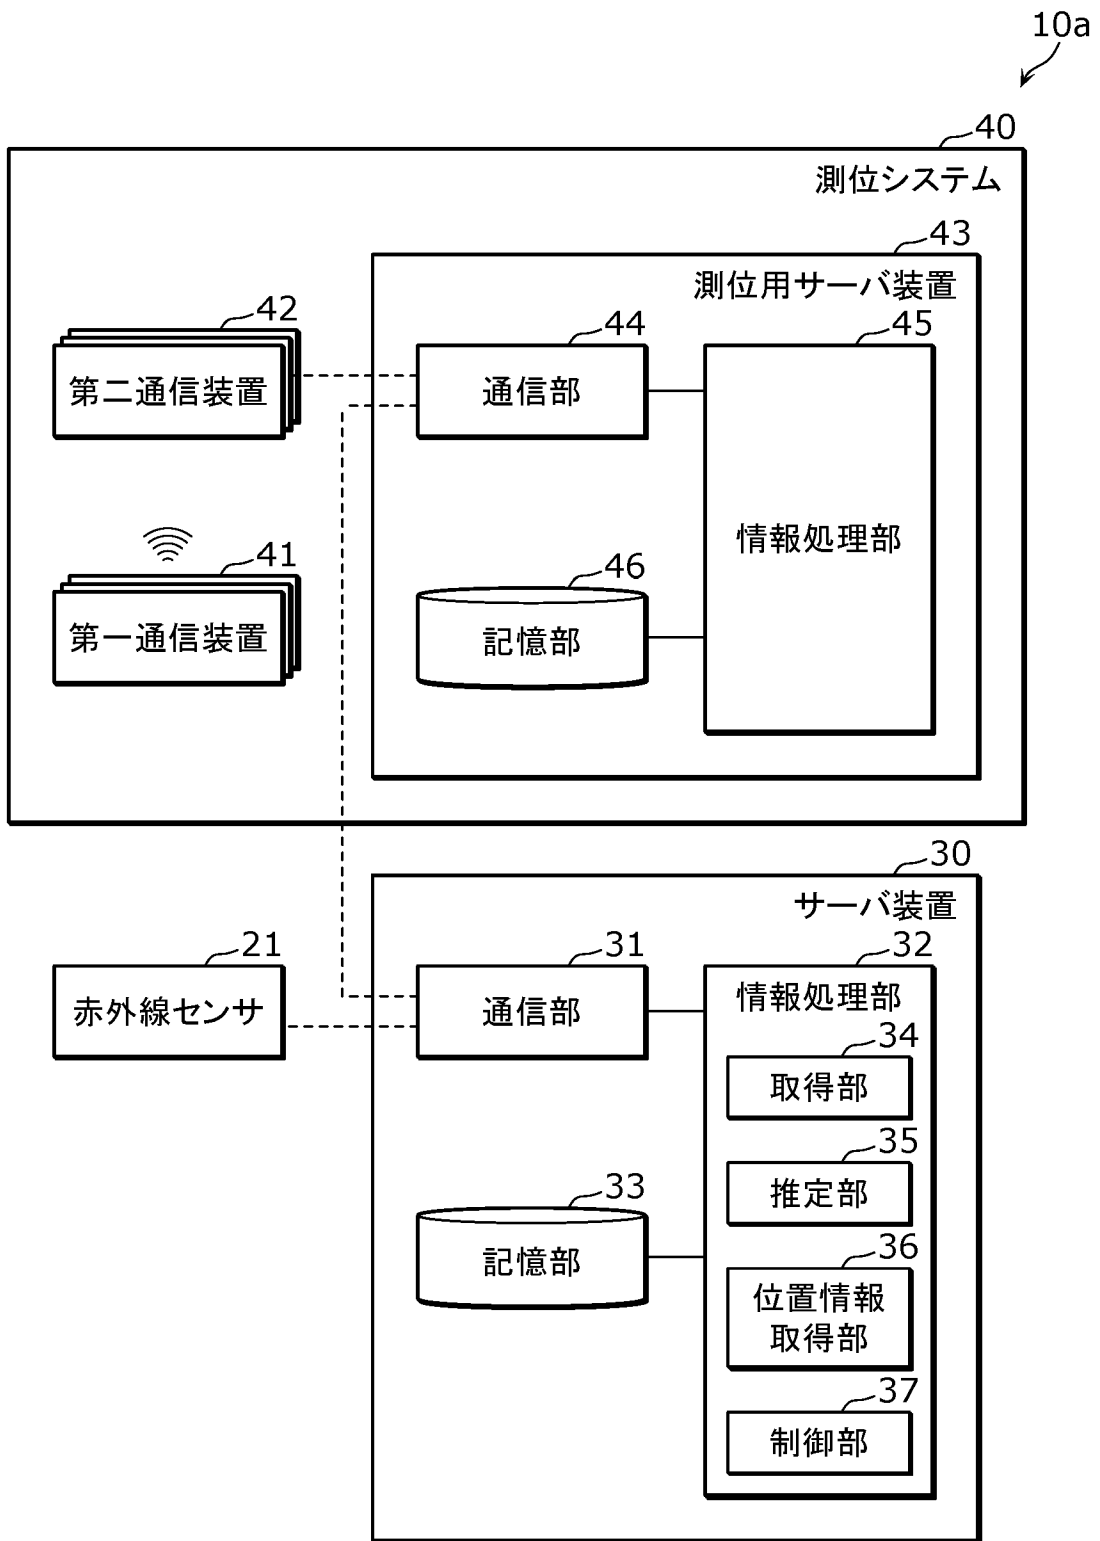 10a
40
測位システム
43
測位用サーバ装置
42
第二通信装置
44
通信部
45
情報処理部
41
第一通信装置
46
記憶部
30
サーバ装置
21
赤外線センサ
31
通信部
32
情報処理部
34
取得部
35
推定部
33
記憶部
36
位置情報
取得部
37
制御部